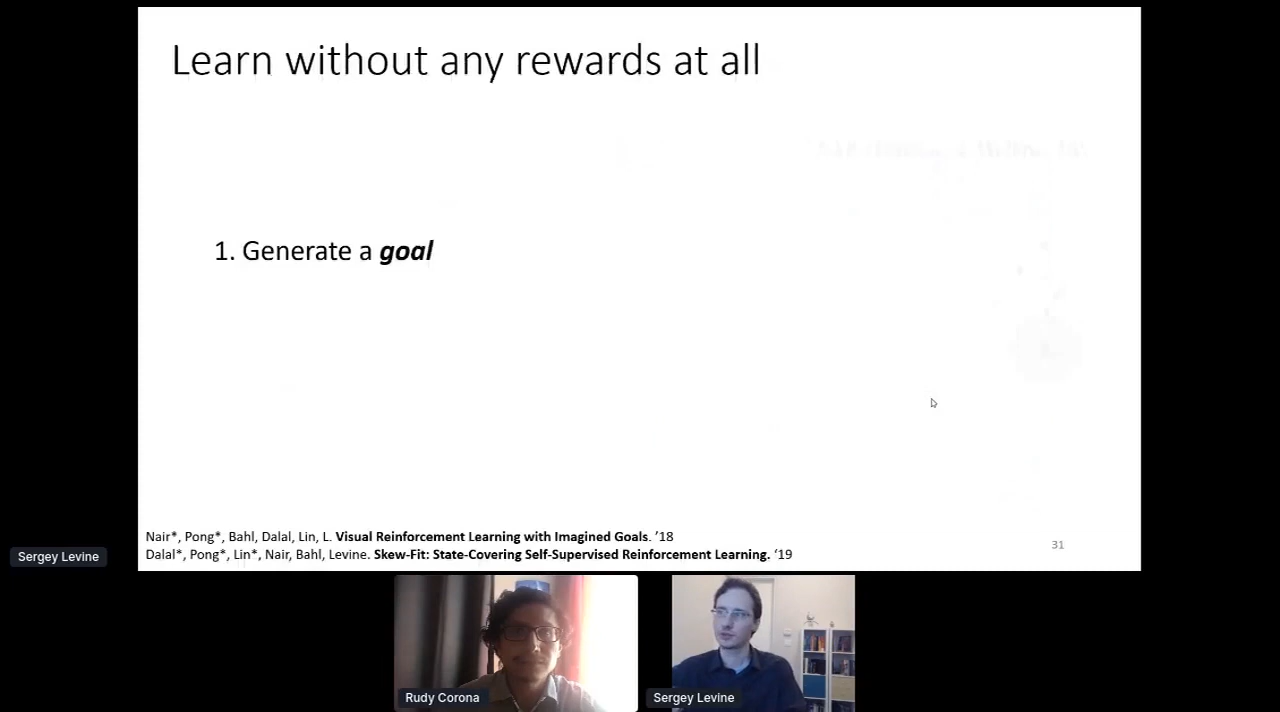 Learn without any rewards at all
1. Generate a goal
Nair*, Pong*, Bahl, Dalal, Lin, L. Visual Reinforcement Learning with Imagined Goals. ’18
Dalal*, Pong*, Lin*, Nair, Bahl, Levine. Skew-Fit: State-Covering Self-Supervised Reinforcement Learning. ‘19
31
Sergey Levine
Rudy Corona
Sergey Levine